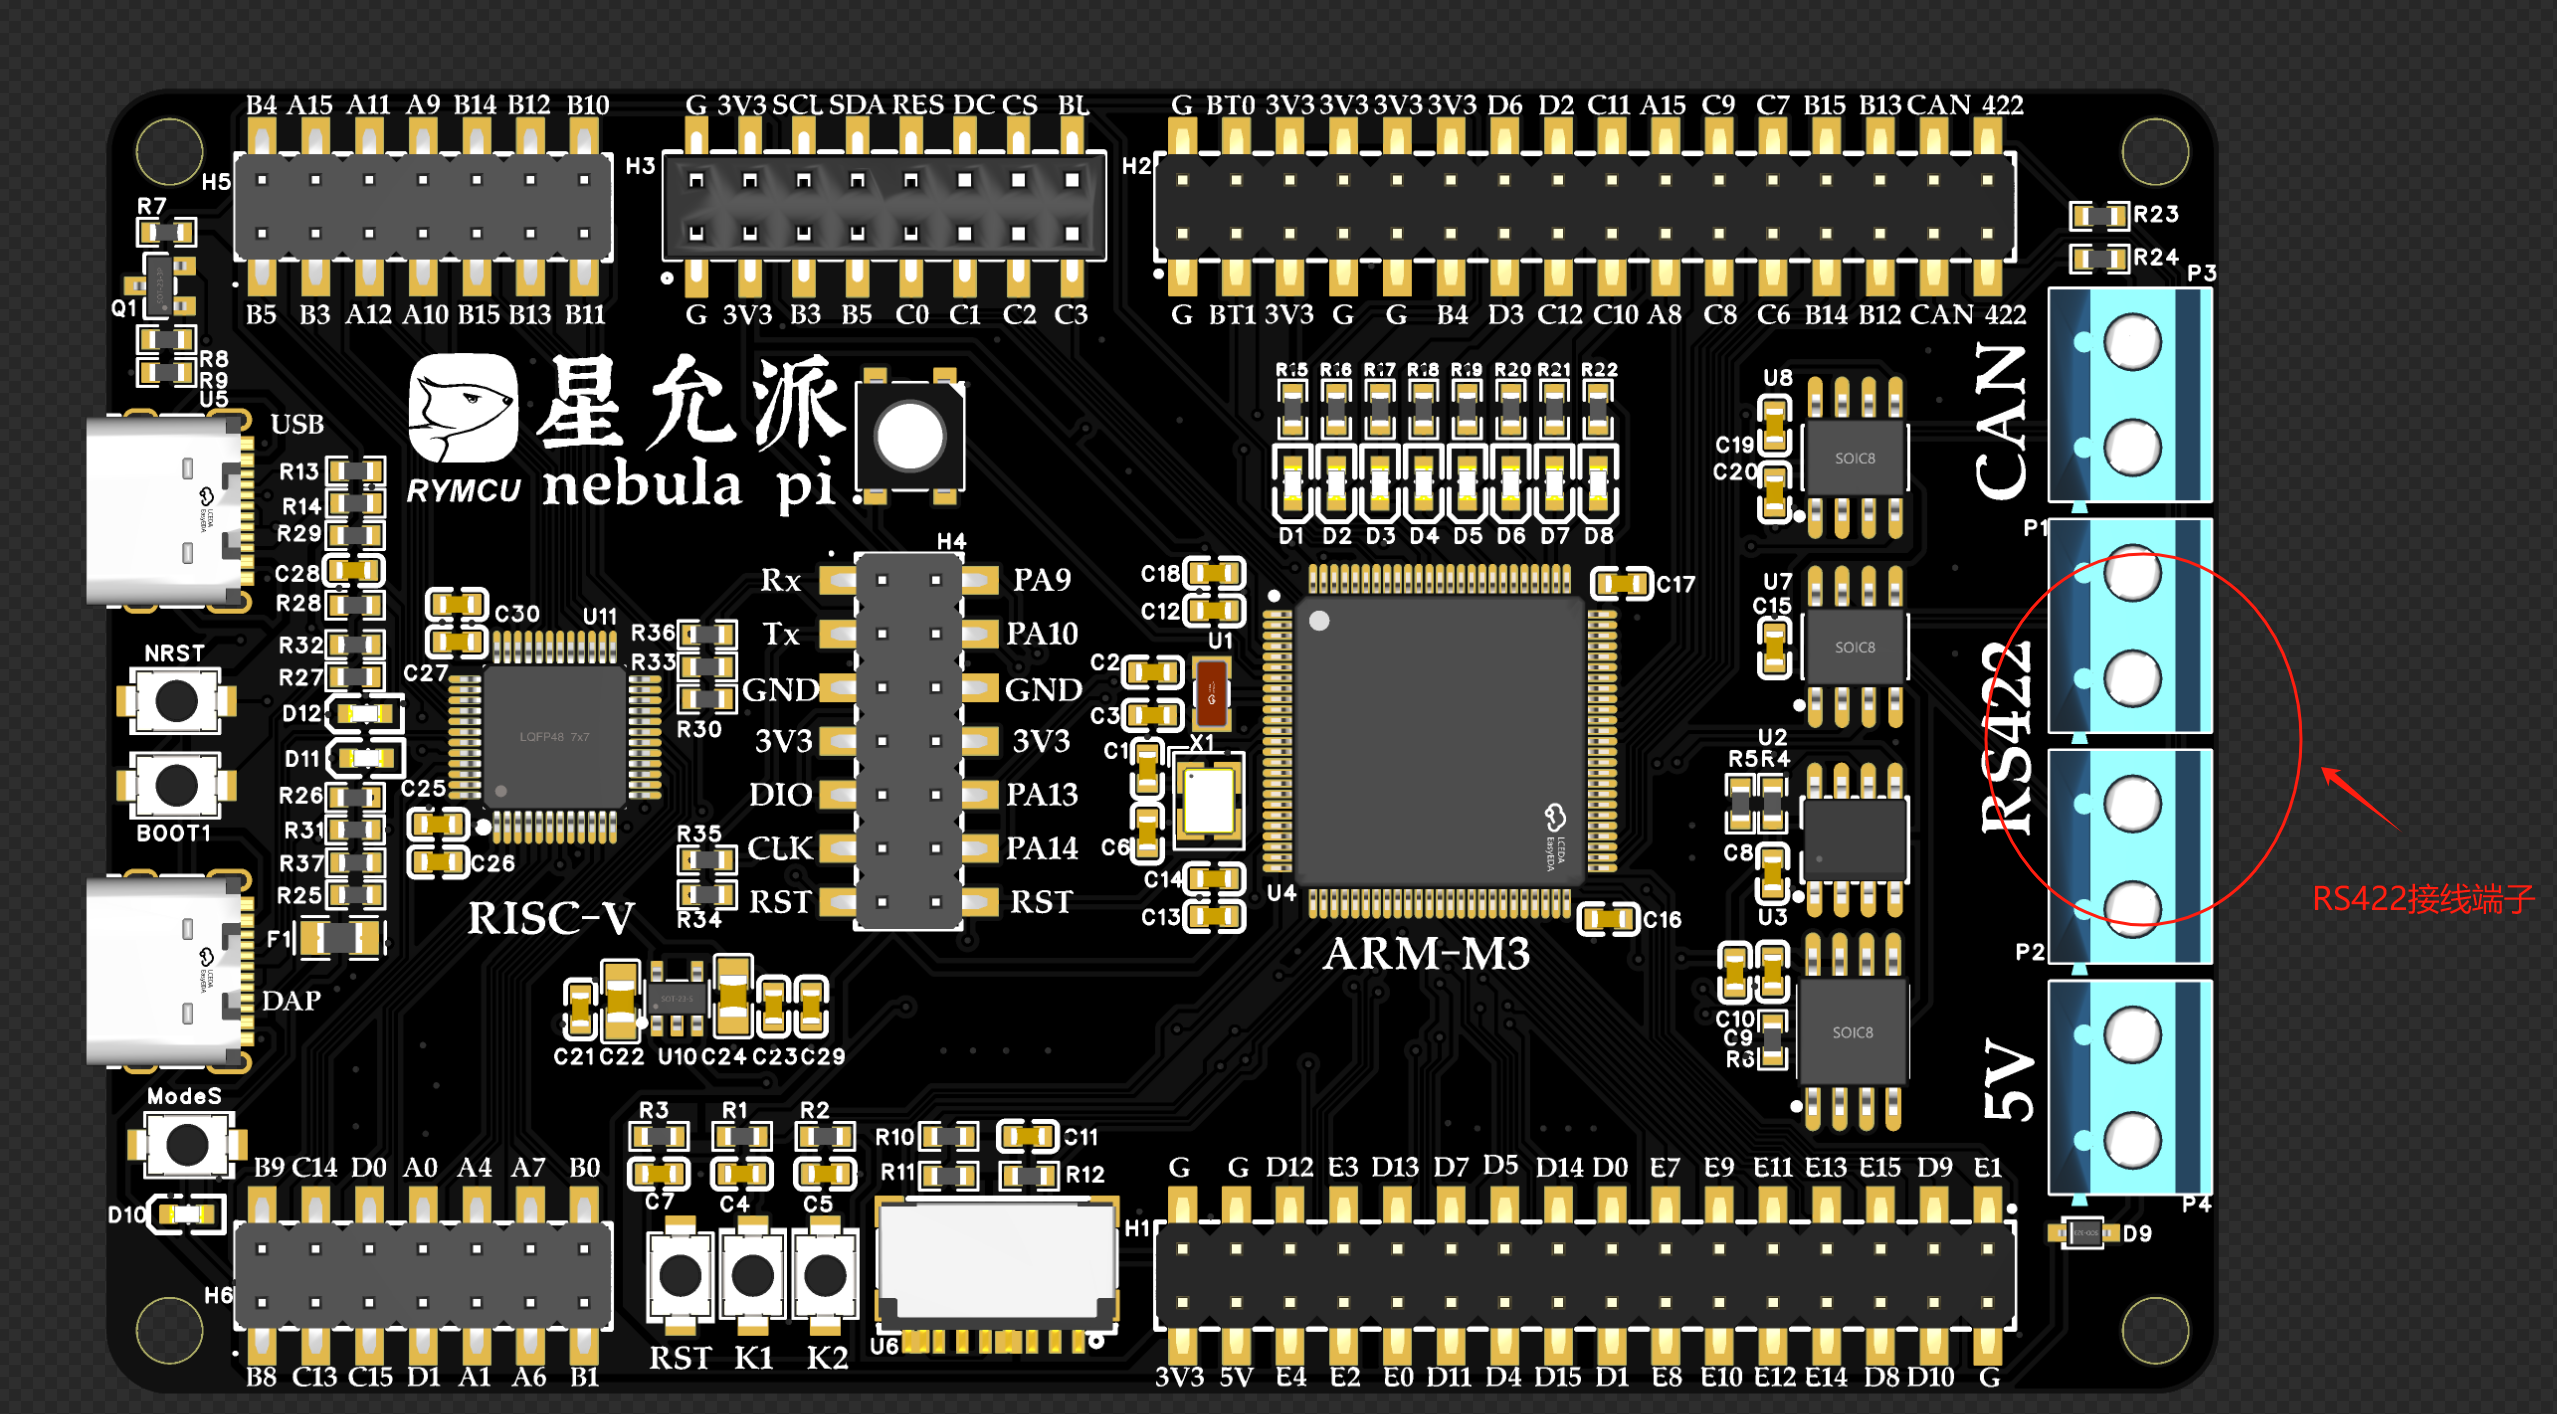 B4 A15 A11 A9 B14 B12 B10
G 3V3 SCL SDA RES DC CS BL
G BT0 3V3 3V3 3V3 3V3 D6 D2 C11 A15 C9 C7 B15 B13 CAN 422
H5
H3
H2
R7
R23
R24
P3
Q1
B5 B3 A12 A10 B15 B13 B11
G 3V3 B3 B5 C0 C1 C2 C3
G BT1 3V3 G G B4 D3 C12 C10 A8 C8 C6 B14 B12 CAN 422
R8
R9
U5
USB
星允派
nebula pi
RYMCU
R15 R16 R17 R18 R19 R20 R21 R22
D1 D2 D3 D4 D5 D6 D7 D8
U8
C19
C20
SOIC8
CAN
P1
R13
R14
R29
C28
R28
R32
R27
D12
D11
R26
R31
R37
R25
F1
LCEDA
EasyEDA
NRST
BOOT1
LCEDA
EasyEDA
DAP
C30
U11
C27
LQFP48 7x7
C25
C26
RISC-V
R36
R33
R30
R35
R34
H4
Rx PA9
Tx PA10
GND GND
3V3 3V3
DIO PA13
CLK PA14
RST RST
C18
C12
U1
C2
C3
C1
X1
C6
C14
C13
C17
U4
LCEDA
EasyEDA
C16
ARM-M3
U7
C15
SOIC8
RS422
U2
R5 R4
C8
U3
P2
RS422接线端子
C10
C9
R6
SOIC8
5V
P4
D9
C21 C22 U10 C24 C23 C29
SOT-23-5
ModeS
D10
R3 R1 R2
C7 C4 C5
R10
R11
C11
R12
B9 C14 D0 A0 A4 A7 B0
H6
B8 C13 C15 D1 A1 A6 B1
RST K1 K2
U6
G G D12 E3 D13 D7 D5 D14 D0 E7 E9 E11 E13 E15 D9 E1
H1
3V3 5V E4 E2 E0 D11 D4 D15 D1 E8 E10 E12 E14 D8 D10 G